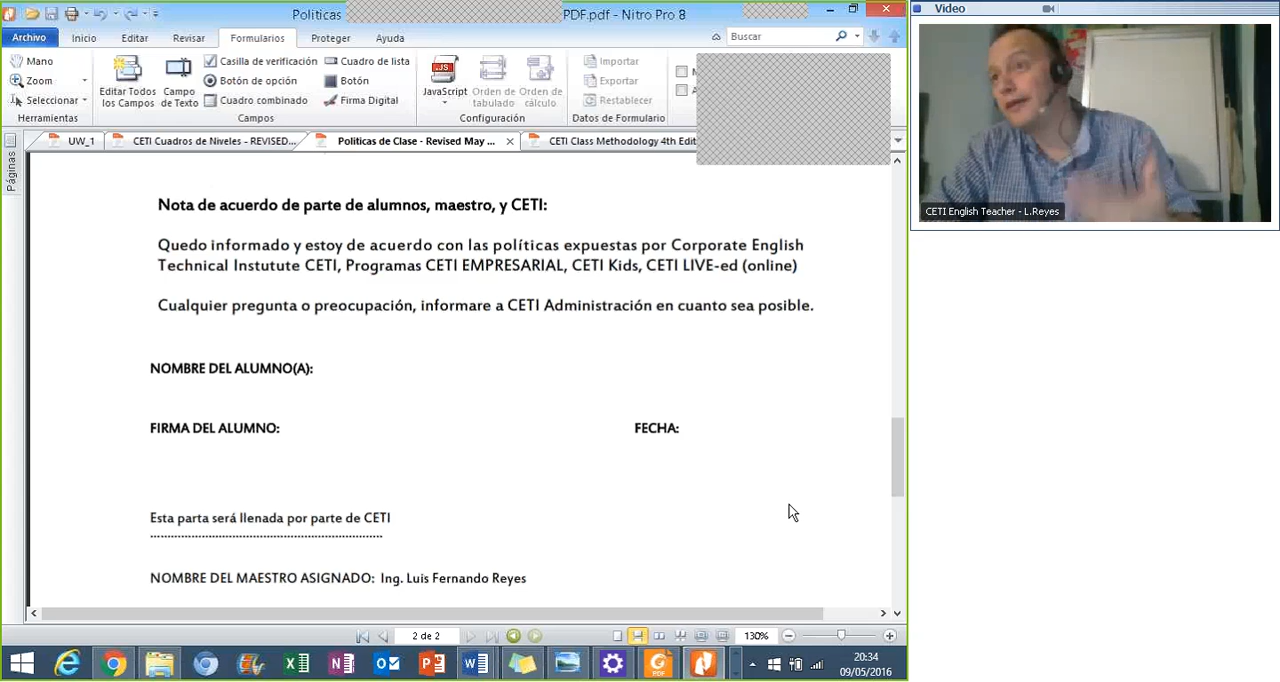 Politicas PDF.pdf - Nitro Pro 8
Archivo Inicio Editar Revisar Formularios Proteger Ayuda Buscar
Mano
Zoom
Seleccionar
Herramientas
Editar Todos los Campos
Campo de Texto
Casilla de verificación
Botón de opción
Cuadro combinado
Cuadro de lista
Botón
Firma Digital
Campos
JS
JavaScript
Orden de tabulado
Orden de cálculo
Configuración
Importar
Exportar
Restablecer
Datos de Formulario
UW_1 CETI Cuadros de Niveles - REVISED... Politicas de Clase - Revised May ... CETI Class Methodology 4th Edit
Páginas
Nota de acuerdo de parte de alumnos, maestro, y CETI:
Quedo informado y estoy de acuerdo con las políticas expuestas por Corporate English
Technical Instutute CETI, Programas CETI EMPRESARIAL, CETI Kids, CETI LIVE-ed (online)
Cualquier pregunta o preocupación, informare a CETI Administración en cuanto sea posible.
NOMBRE DEL ALUMNO(A):
FIRMA DEL ALUMNO: FECHA:
Esta parta será llenada por parte de CETI
NOMBRE DEL MAESTRO ASIGNADO: Ing. Luis Fernando Reyes
2 de 2 130%
20:34
09/05/2016
Video
CETI English Teacher - L.Reyes